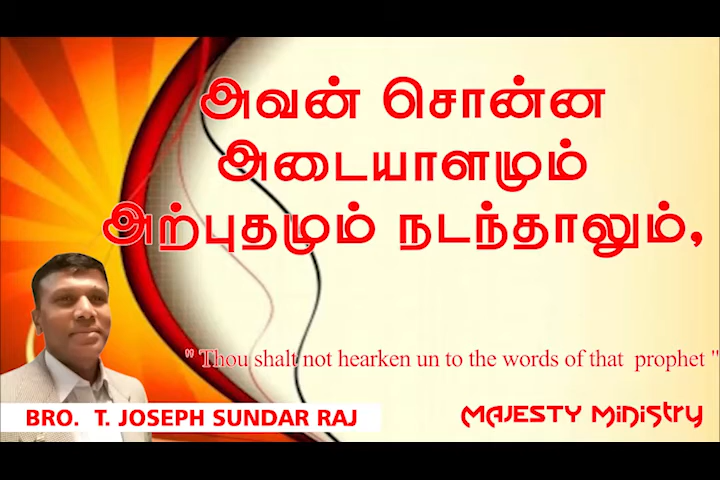 அவன் சொன்ன
அடையாளமும்
அற்புதமும் நடந்தாலும்,
" Thou shalt not hearken un to the words of that prophet "
BRO. T. JOSEPH SUNDAR RAJ
MAJESTY MiNiSTry